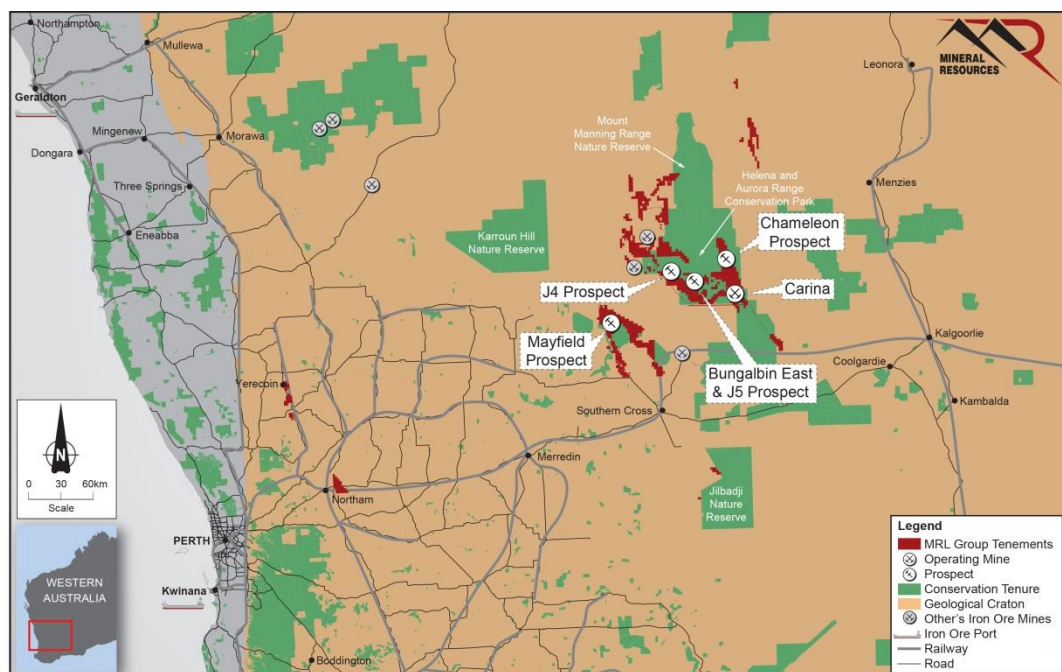 Northampton
Mullewa
Geraldton
Mingenew
Morawa
Dongara
Three Springs
Eneabba
Karroun Hill
Nature Reserve
Mount
Manning Range
Nature Reserve
Helena and
Aurora Range
Conservation Park
MINERAL
RESOURCES
Leonora
Menzies
Chameleon
Prospect
J4 Prospect
Carina
Mayfield
Prospect
Bungalbin East
& J5 Prospect
Kalgoorlie
Coolgardie
Kambalda
Yerecoin
Southern Cross
Merredin
Northam
Jilbadji
Nature
Reserve
PERTH
Kwinana
Boddington
N
0 30 60km
Scale
WESTERN
AUSTRALIA
Legend
MRL Group Tenements
Operating Mine
Prospect
Conservation Tenure
Geological Craton
Other's Iron Ore Mines
Iron Ore Port
Railway
Road